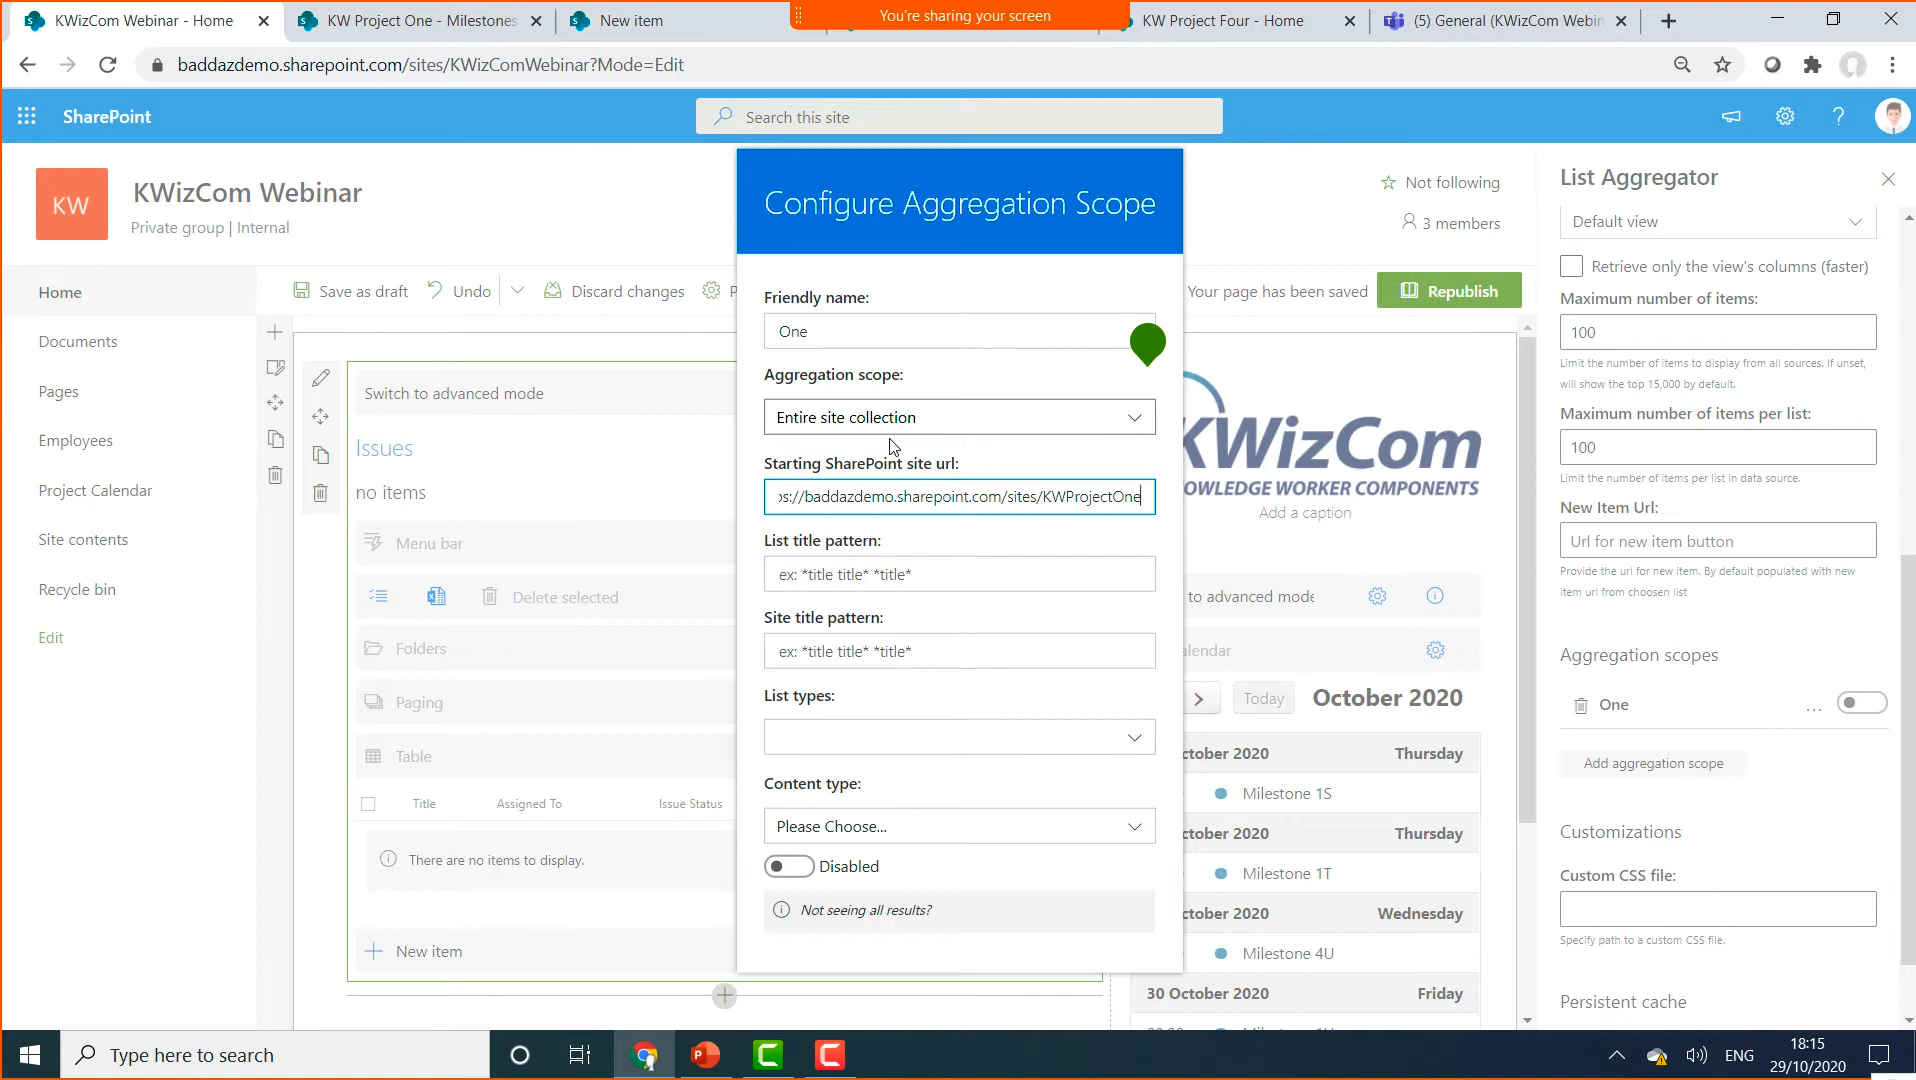 KWizCom Webinar - Home
KW Project One - Milestones
New item
You're sharing your screen
KW Project Four - Home
(5) General (KWizCom Webin
baddazdemo.sharepoint.com/sites/KWizComWebinar?Mode=Edit
SharePoint
Search this site
KW
KWizCom Webinar
Private group | Internal
Not following
3 members
Home
Documents
Pages
Employees
Project Calendar
Site contents
Recycle bin
Edit
Save as draft
Undo
Discard changes
Your page has been saved
Republish
Switch to advanced mode
Issues
no items
Menu bar
Delete selected
Folders
Paging
Table
Title
Assigned To
Issue Status
There are no items to display.
New item
Configure Aggregation Scope
Friendly name:
One
Aggregation scope:
Entire site collection
Starting SharePoint site url:
ps://baddazdemo.sharepoint.com/sites/KWProjectOne
List title pattern:
ex: *title title* *title*
Site title pattern:
ex: *title title* *title*
List types:
Content type:
Please Choose...
Disabled
Not seeing all results?
KWizCom
KNOWLEDGE WORKER COMPONENTS
Add a caption
to advanced mode
alendar
Today
October 2020
ctober 2020
Thursday
Milestone 1S
ctober 2020
Thursday
Milestone 1T
ctober 2020
Wednesday
Milestone 4U
30 October 2020
Friday
List Aggregator
Default view
Retrieve only the view's columns (faster)
Maximum number of items:
100
Limit the number of items to display from all sources. If unset,
will show the top 15,000 by default.
Maximum number of items per list:
100
Limit the number of items per list in data source.
New Item Url:
Url for new item button
Provide the url for new item. By default populated with new
item url from choosen list
Aggregation scopes
One
...
Add aggregation scope
Customizations
Custom CSS file:
Specify path to a custom CSS file.
Persistent cache
Type here to search
ENG
18:15
29/10/2020